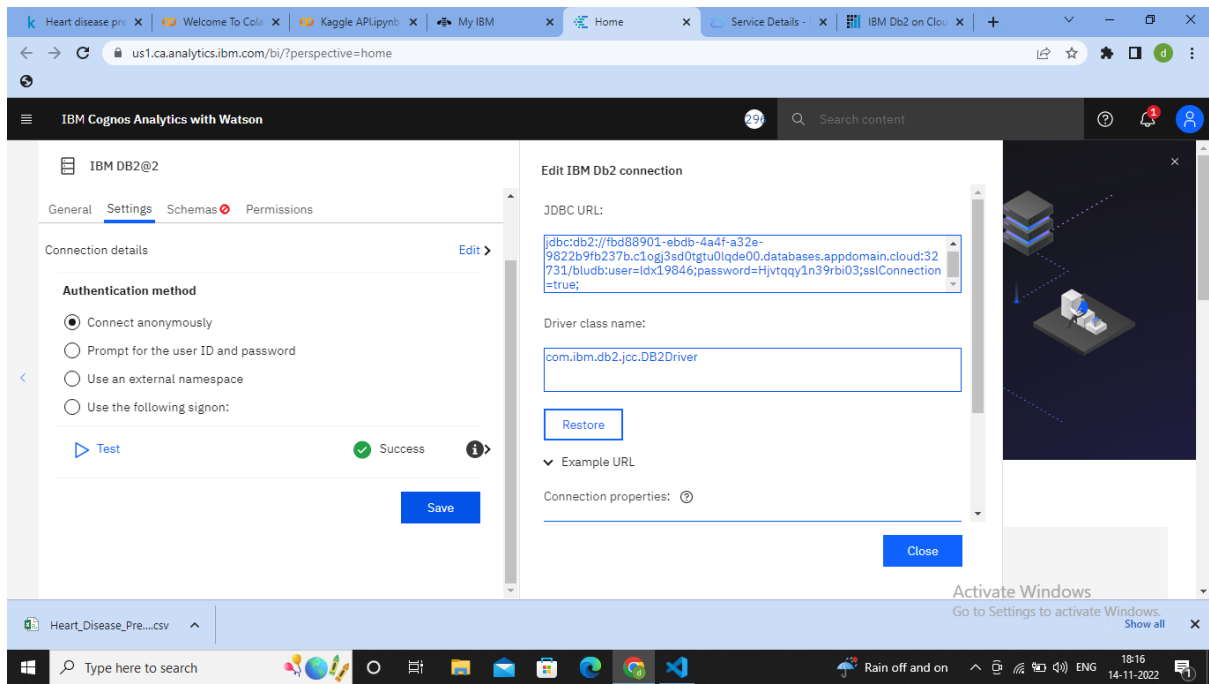 Heart disease pre
Welcome To Cola
Kaggle API.ipynb
My IBM
Home
Service Details -
IBM Db2 on Clou
us1.ca.analytics.ibm.com/bi/?perspective=home
d
IBM Cognos Analytics with Watson
296
Search content
1
IBM DB2@2
General Settings Schemas Permissions
Connection details
Edit
Authentication method
Connect anonymously
Prompt for the user ID and password
Use an external namespace
Use the following signon:
Test
Success
Save
Edit IBM Db2 connection
JDBC URL:
jdbc:db2://fbd88901-ebdb-4a4f-a32e-
9822b9fb237b.c1ogj3sd0tgtu0lqde00.databases.appdomain.cloud:32
731/bludb:user=ldx19846;password=Hjvtqqy1n39rbi03;sslConnection
=true;
Driver class name:
com.ibm.db2.jcc.DB2Driver
Restore
Example URL
Connection properties:
Close
Activate Windows
Go to Settings to activate Windows.
Heart_Disease_Pre....csv
Show all
Type here to search
Rain off and on
ENG
18:16
14-11-2022
1